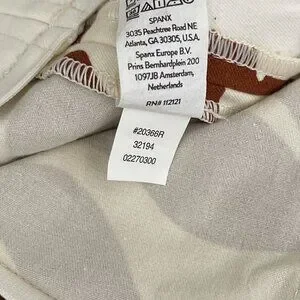 SPANX
3035 Peachtree Road NE
Atlanta, GA 30305, U.S.A.
Spanx Europe B.V.
Prins Bernhardplein 200
1097JB Amsterdam,
Netherlands
RN# 112121
#20366R
32194
02270300